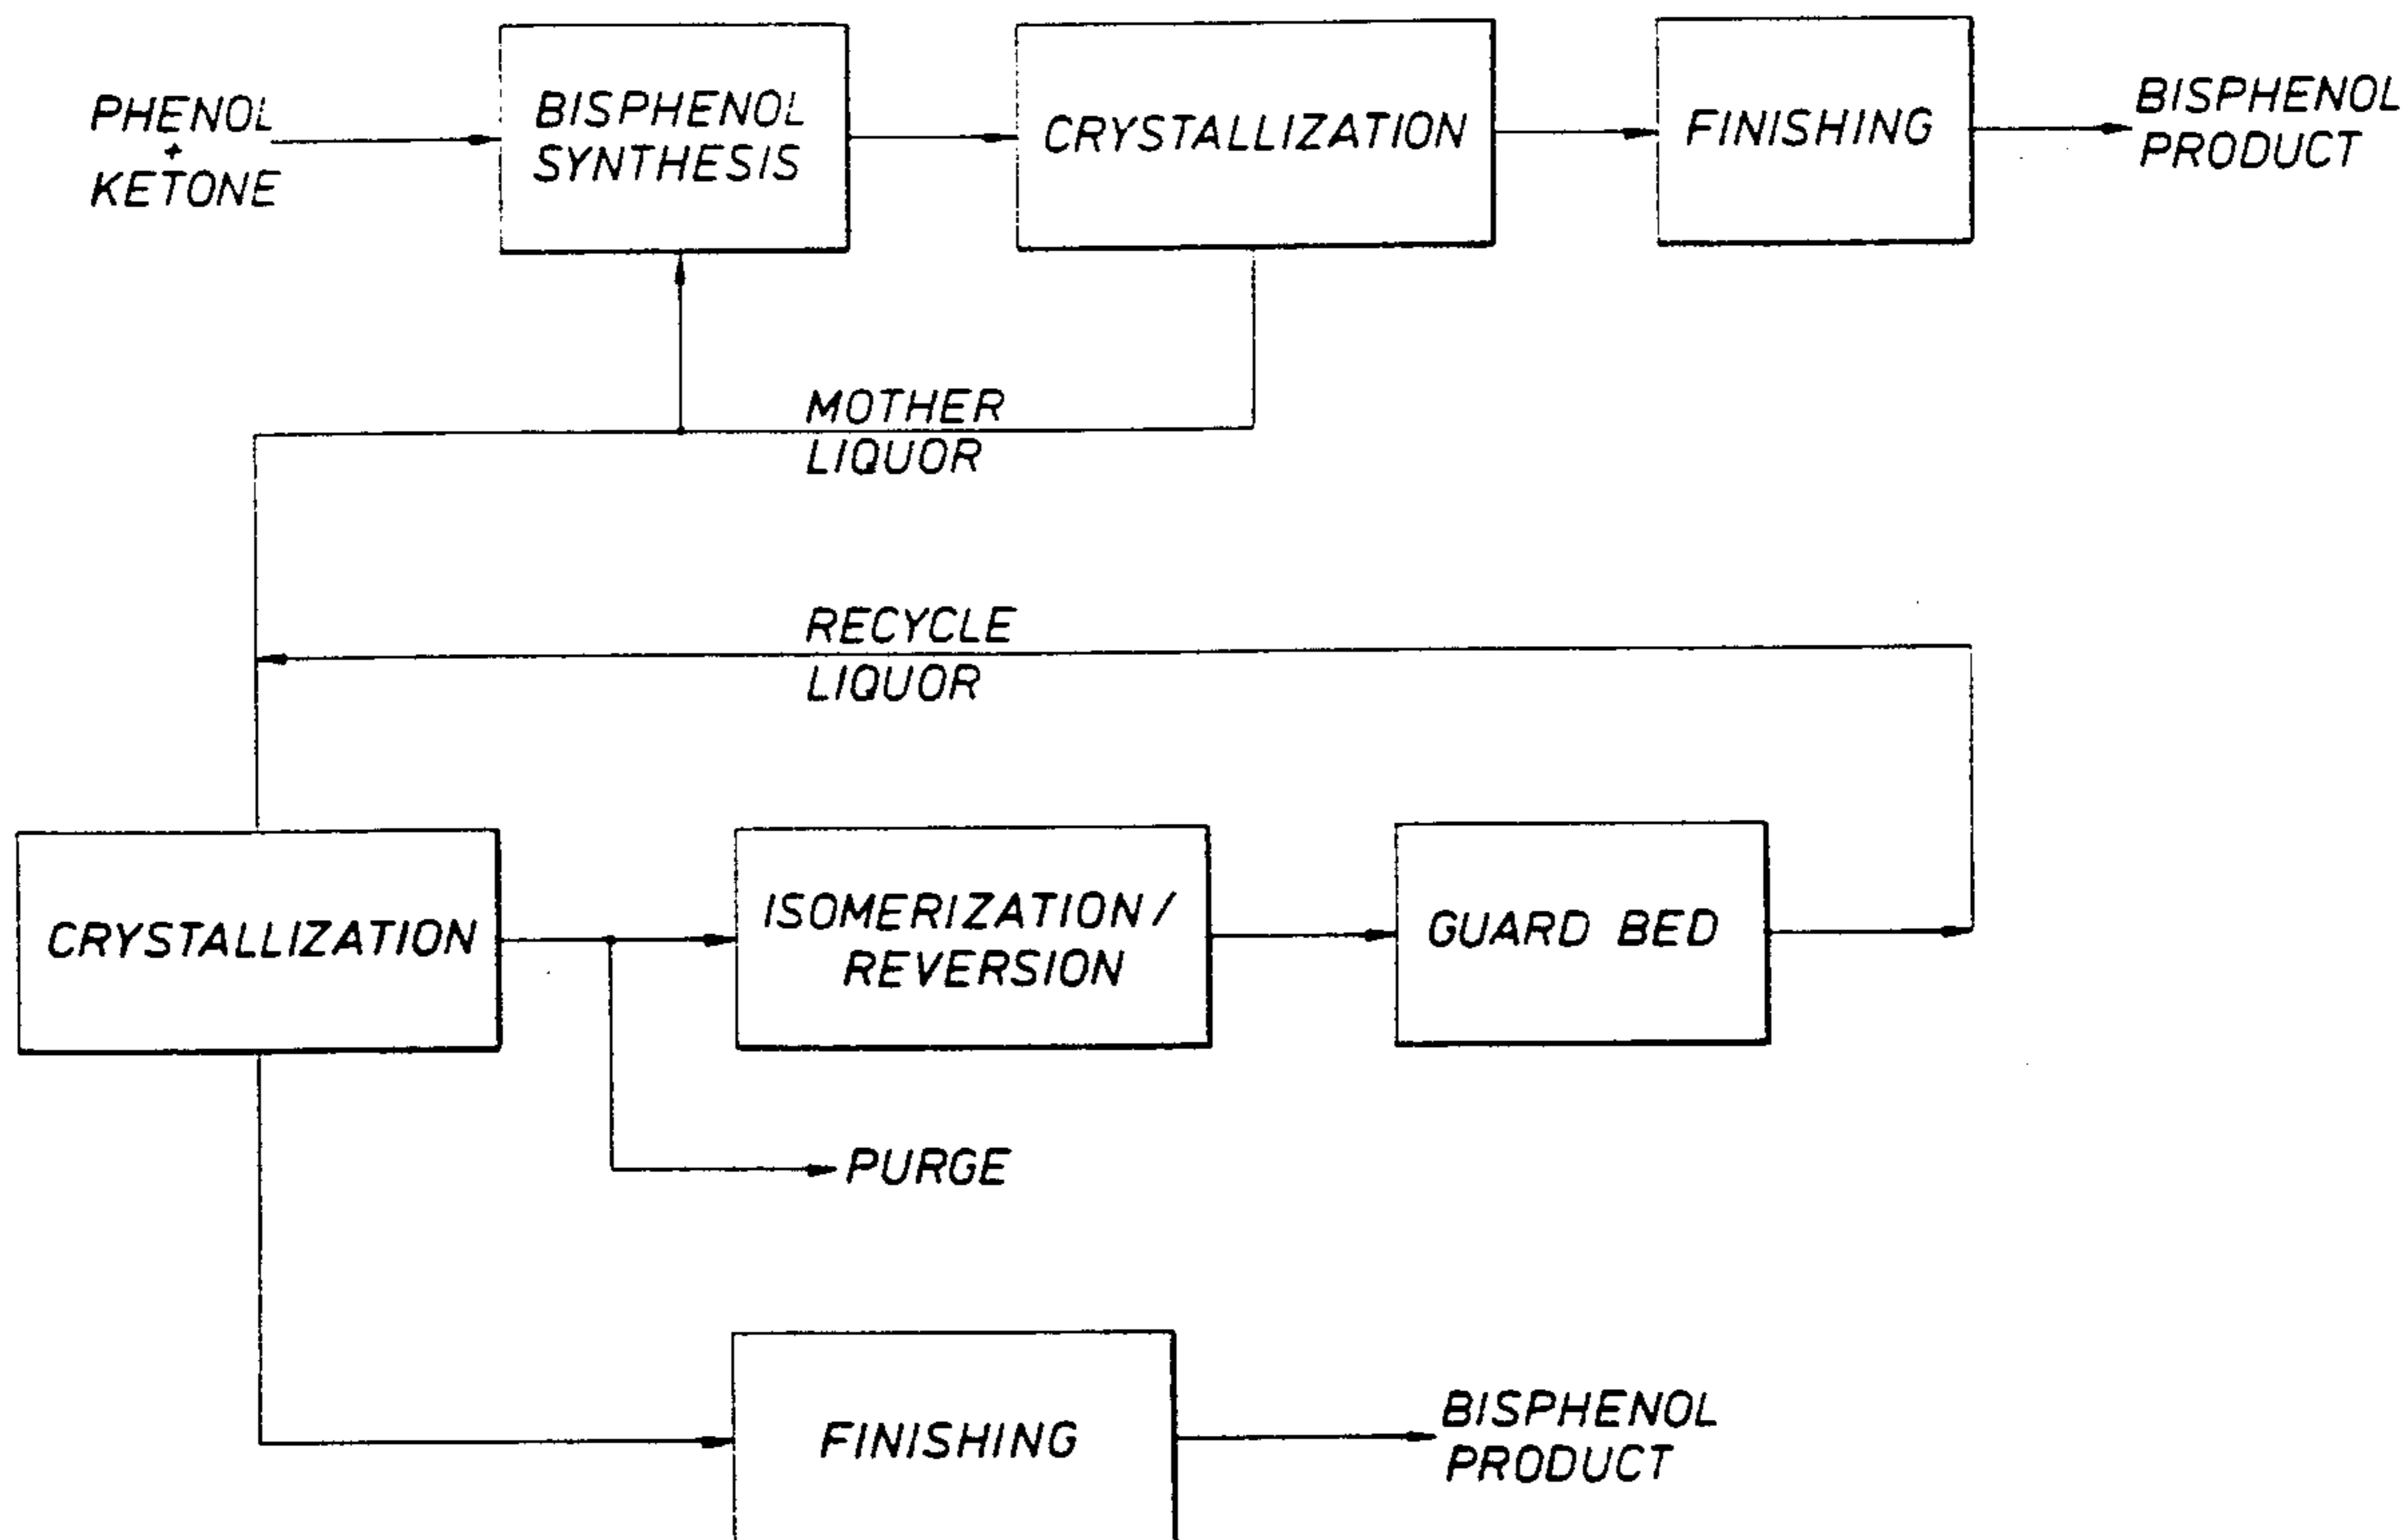 PHENOL
+
KETONE
BISPHENOL
SYNTHESIS
CRYSTALLIZATION
FINISHING
BISPHENOL
PRODUCT
MOTHER
LIQUOR
RECYCLE
LIQUOR
CRYSTALLIZATION
ISOMERIZATION /
REVERSION
GUARD BED
PURGE
FINISHING
BISPHENOL
PRODUCT